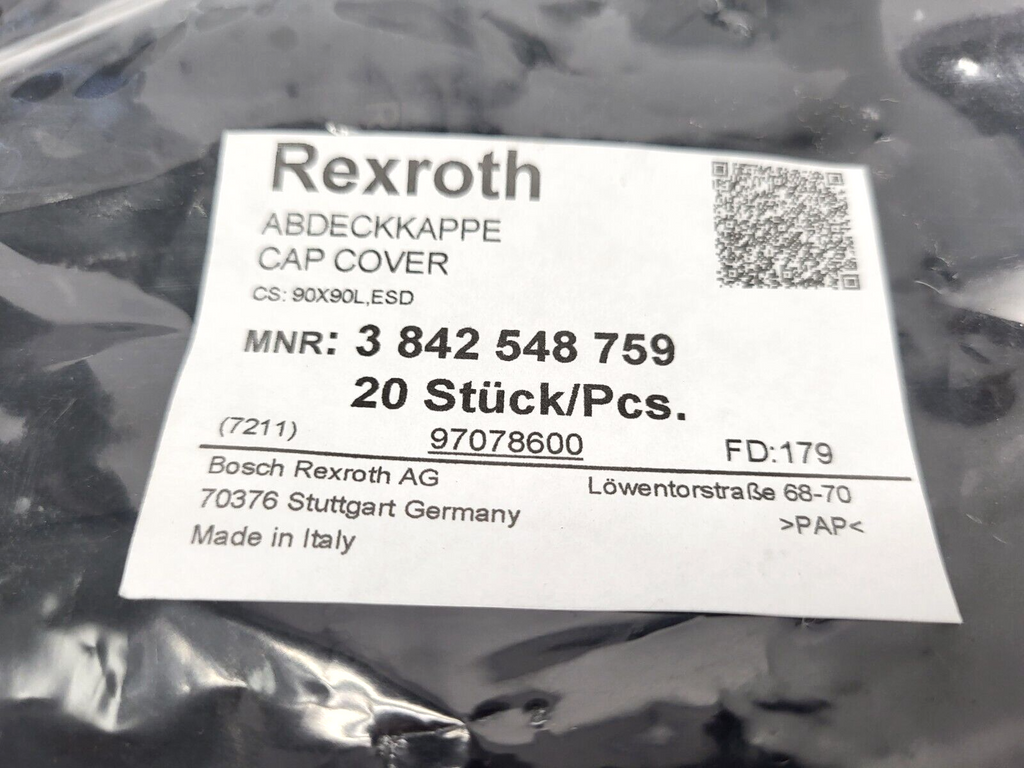 Rexroth
ABDECKKAPPE
CAP COVER
CS: 90X90L,ESD
MNR: 3 842 548 759
20 Stück/Pcs.
(7211) 97078600 FD:179
Bosch Rexroth AG Löwentorstraße 68-70
70376 Stuttgart Germany >PAP<
Made in Italy